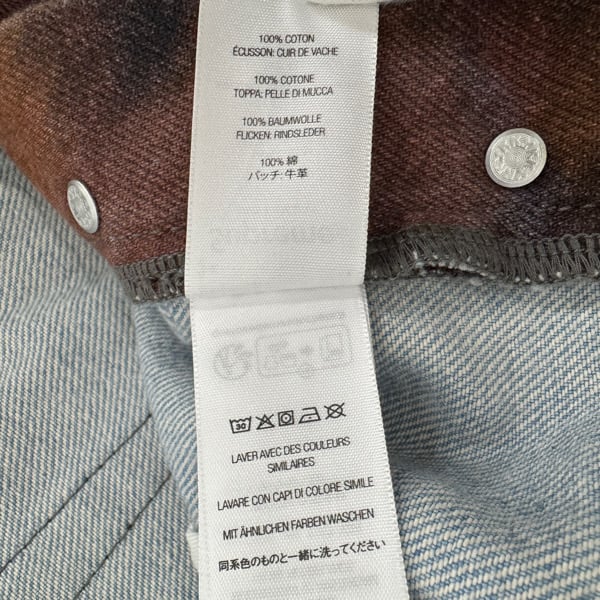 100% COTON
ÉCUSSON: CUIR DE VACHE
100% COTONE
TOPPA: PELLE DI MUCCA
100% BAUMWOLLE
FLICKEN: RINDSLEDER
100% 綿
パッチ: 牛革
30
LAVER AVEC DES COULEURS
SIMILAIRES
LAVARE CON CAPI DI COLORE SIMILE
MIT ÄHNLICHEN FARBEN WASCHEN
同系色のものと一緒に洗ってください